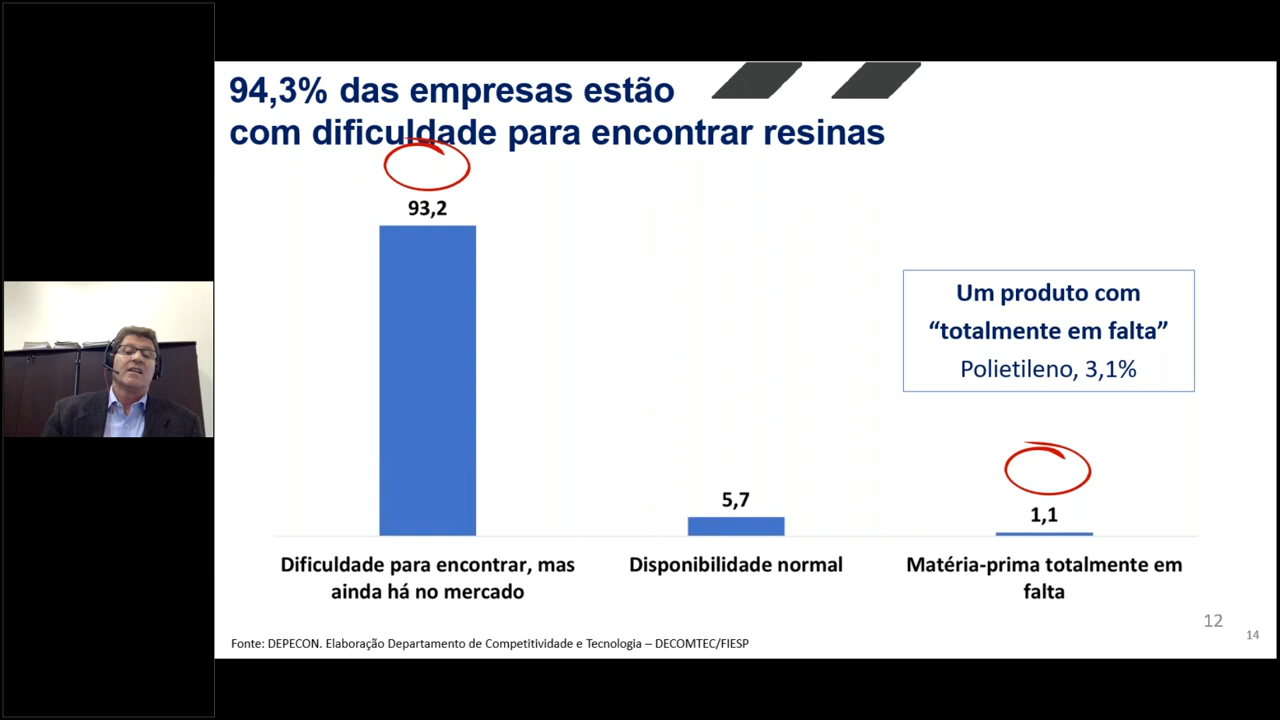 94,3% das empresas estão
com dificuldade para encontrar resinas
93,2
5,7
1,1
Um produto com
“totalmente em falta”
Polietileno, 3,1%
Dificuldade para encontrar, mas
ainda há no mercado
Disponibilidade normal
Matéria-prima totalmente em
falta
12
14
Fonte: DEPECON. Elaboração Departamento de Competitividade e Tecnologia – DECOMTEC/FIESP